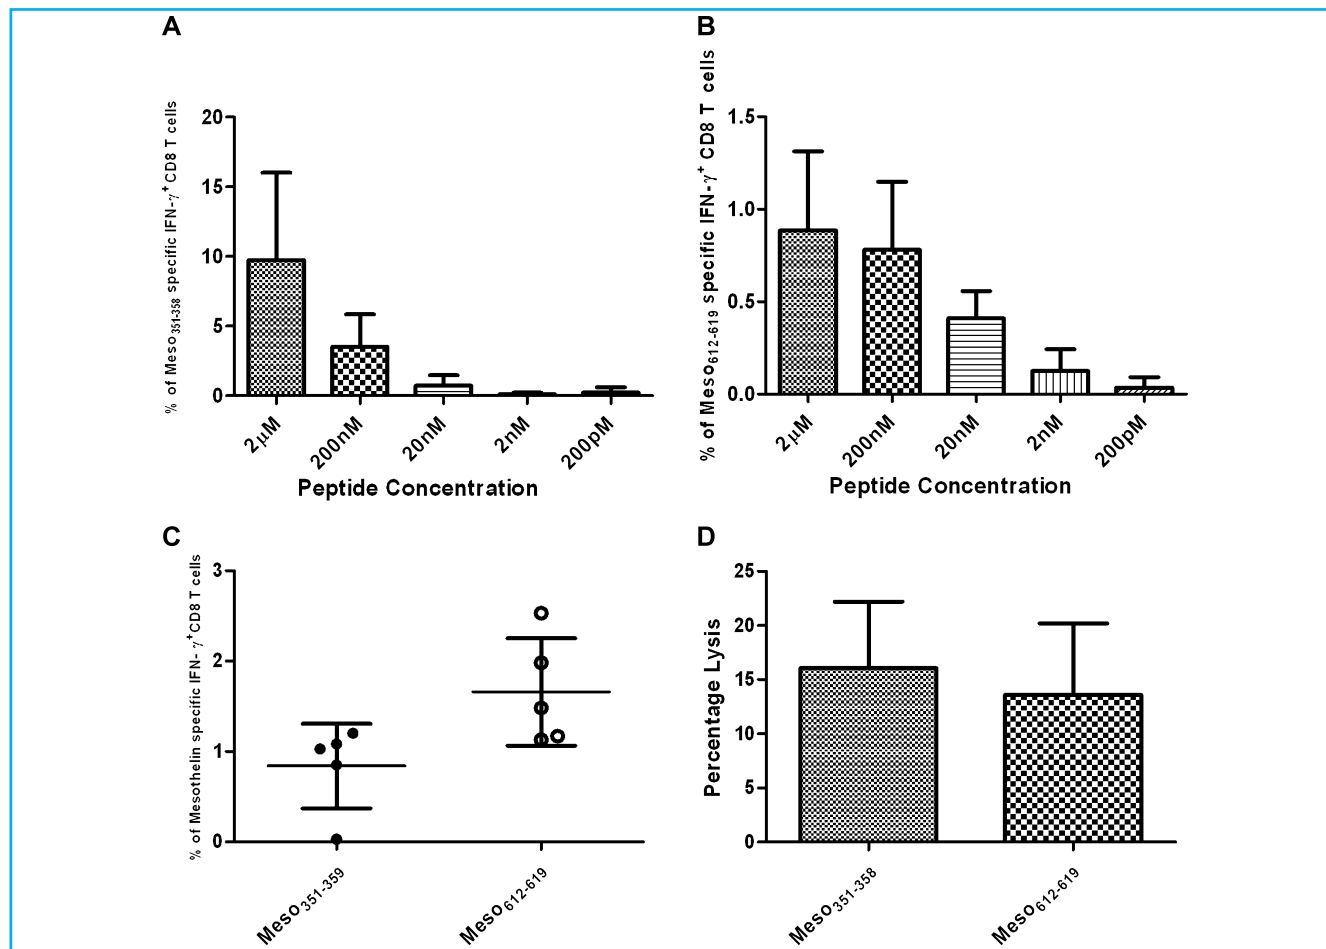 A
% of Meso351-358 specific IFN-γ+ CD8 T cells
20
15
10
5
0
2μM
200nM
20nM
2nM
200pM
Peptide Concentration
B
% of Meso612-619 specific IFN-γ+ CD8 T cells
1.5
1.0
0.5
0.0
2μM
200nM
20nM
2nM
200pM
Peptide Concentration
C
% of Mesothelin specific IFN- γ+CD8 T cells
3
2
1
0
Meso351-359
Meso612-619
D
Percentage Lysis
25
20
15
10
5
0
Meso351-358
Meso612-619